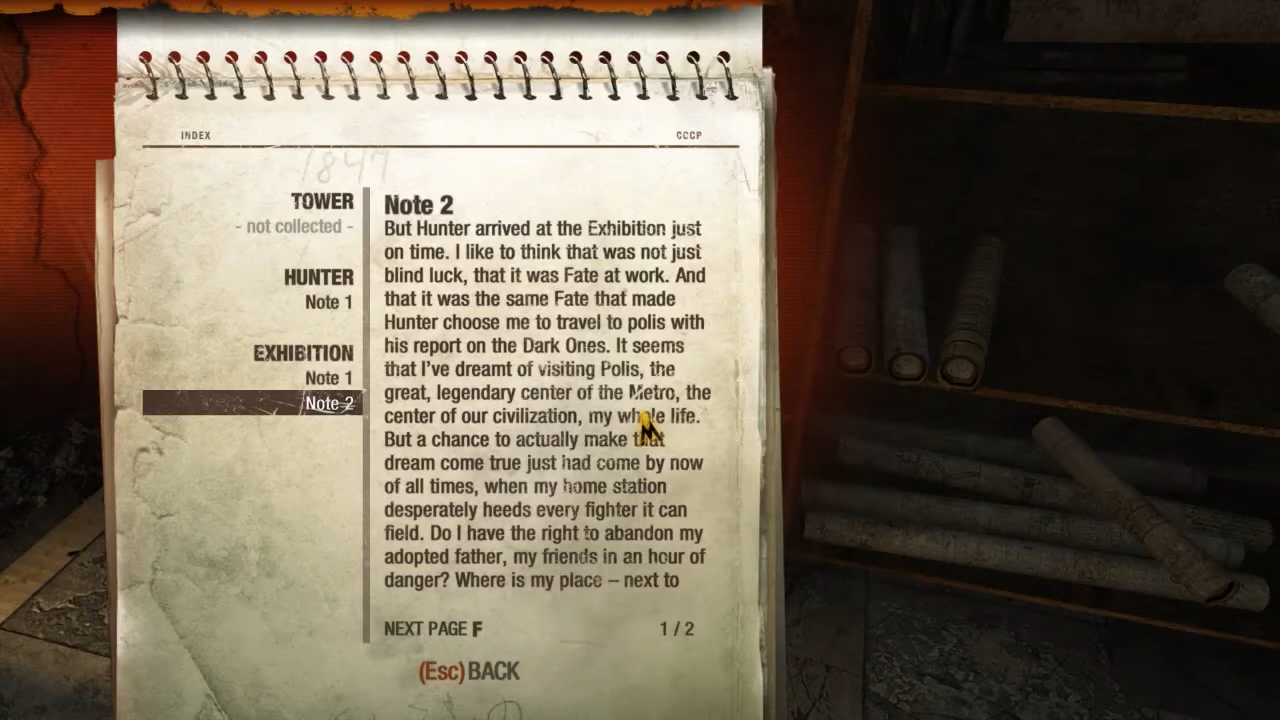 INDEX
CCCP
1847
TOWER
- not collected -
HUNTER
Note 1
EXHIBITION
Note 1
Note 2
Note 2
But Hunter arrived at the Exhibition just
on time. I like to think that was not just
blind luck, that it was Fate at work. And
that it was the same Fate that made
Hunter choose me to travel to polis with
his report on the Dark Ones. It seems
that I've dreamt of visiting Polis, the
great, legendary center of the Metro, the
center of our civilization, my whole life.
But a chance to actually make that
dream come true just had come by now
of all times, when my home station
desperately heeds every fighter it can
field. Do I have the right to abandon my
adopted father, my friends in an hour of
danger? Where is my place – next to
NEXT PAGE F
1 / 2
(Esc) BACK